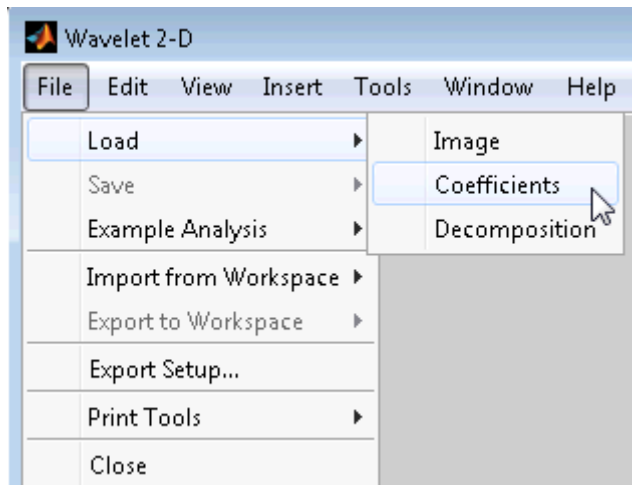 Wavelet 2-D
File Edit View Insert Tools Window Help
Load
Image
Save
Coefficients
Example Analysis
Decomposition
Import from Workspace
Export to Workspace
Export Setup...
Print Tools
Close